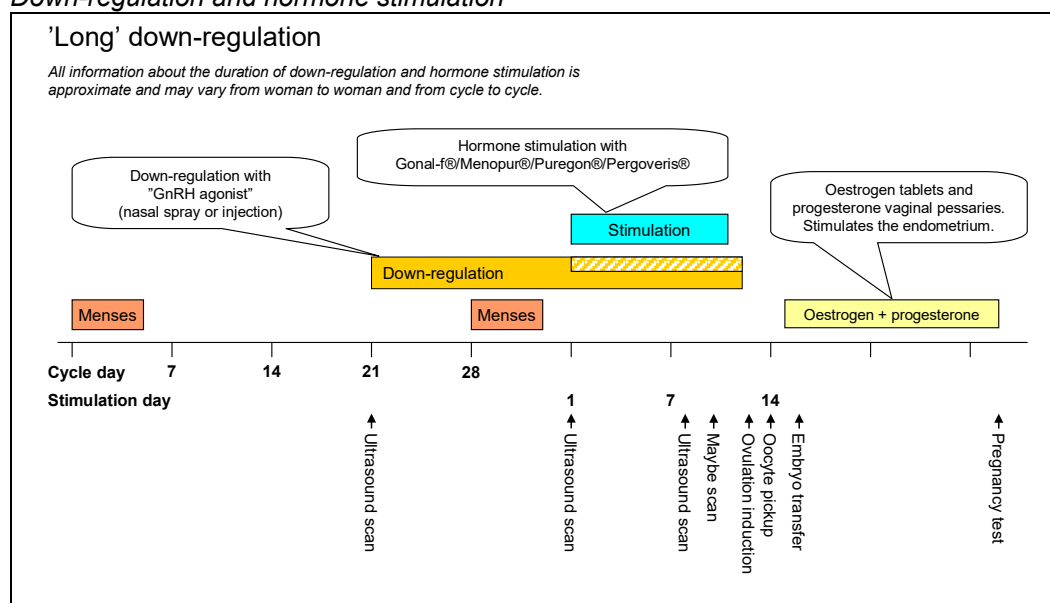 Down-regulation and hormone stimulation
’Long’ down-regulation
All information about the duration of down-regulation and hormone stimulation is
approximate and may vary from woman to woman and from cycle to cycle.
Hormone stimulation with
Gonal-f®/Menopur®/Puregon®/Pergoveris®
Down-regulation with
”GnRH agonist”
(nasal spray or injection)
Oestrogen tablets and
progesterone vaginal pessaries.
Stimulates the endometrium.
Stimulation
Down-regulation
Menses
Menses
Oestrogen + progesterone
Cycle day 7 14 21 28
Stimulation day 1 7 14
Ultrasound scan
Ultrasound scan
Ultrasound scan
Maybe scan
Ovulation induction
Oocyte pickup
Embryo transfer
Pregnancy test